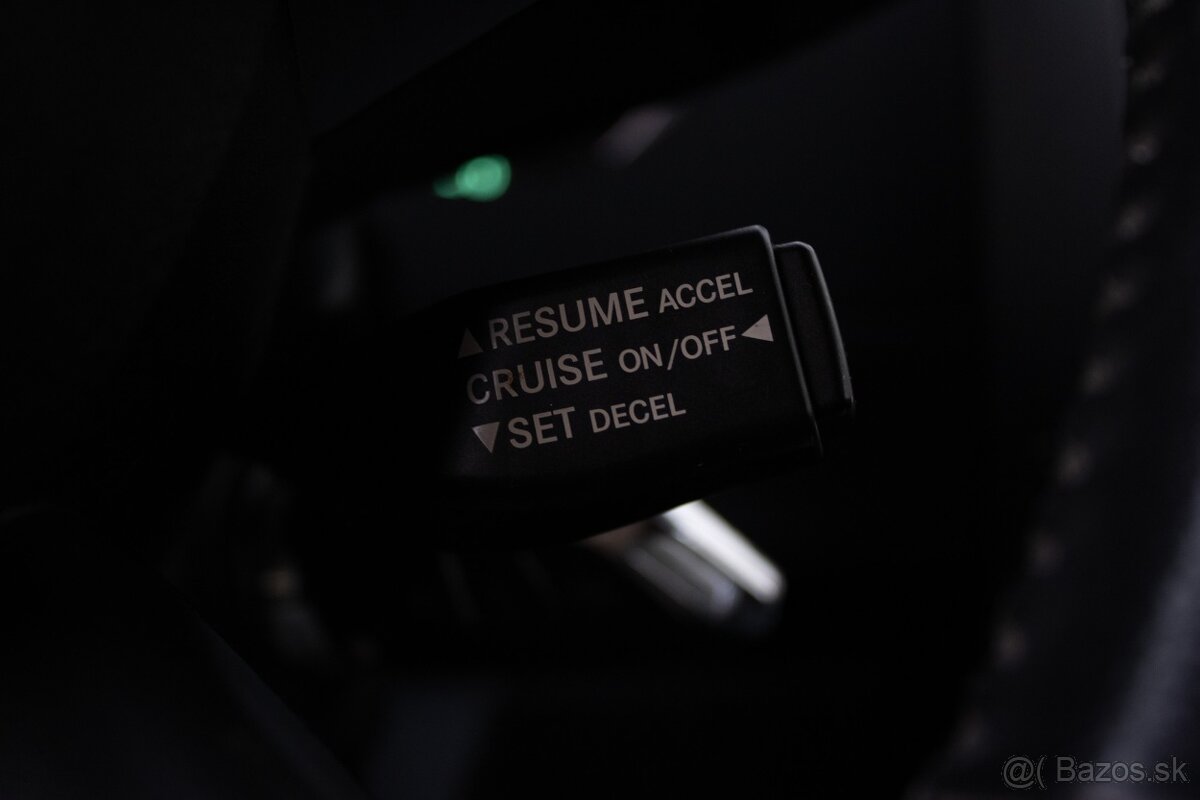 ▲RESUME ACCEL
CRUISE ON/OFF◀
▼SET DECEL
@( Bazos.sk